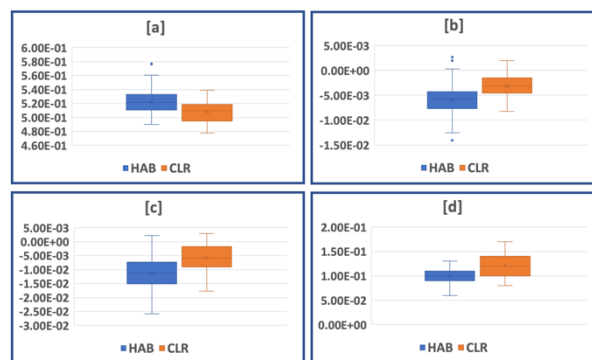 [a]
6.00E-01
5.80E-01
5.60E-01
5.40E-01
5.20E-01
5.00E-01
4.80E-01
4.60E-01
HAB CLR
[b]
5.00E-03
0.00E+00
-5.00E-03
-1.00E-02
-1.50E-02
HAB CLR
[c]
5.00E-03
0.00E+00
-5.00E-03
-1.00E-02
-1.50E-02
-2.00E-02
-2.50E-02
-3.00E-02
HAB CLR
[d]
2.00E-01
1.50E-01
1.00E-01
5.00E-02
0.00E+00
HAB CLR